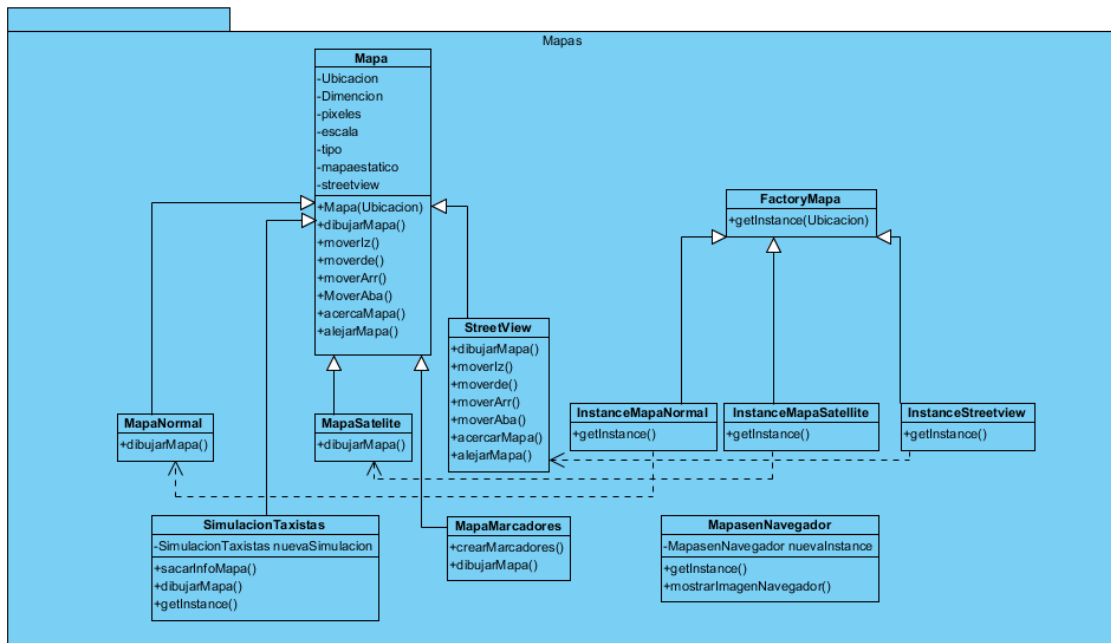 Mapas
Mapa
-Ubicacion
-Dimencion
-pixeles
-escala
-tipo
-mapaestatico
-streetview
+Mapa(Ubicacion)
+dibujarMapa()
+moverIz()
+moverde()
+moverArr()
+MoverAba()
+acercaMapa()
+alejarMapa()
FactoryMapa
+getInstance(Ubicacion)
StreetView
+dibujarMapa()
+moverIz()
+moverde()
+moverArr()
+moverAba()
+acercarMapa()
+alejarMapa()
MapaNormal
+dibujarMapa()
MapaSatelite
+dibujarMapa()
InstanceMapaNormal
+getInstance()
InstanceMapaSatellite
+getInstance()
InstanceStreetview
+getInstance()
SimulacionTaxistas
-SimulacionTaxistas nuevaSimulacion
+sacarInfoMapa()
+dibujarMapa()
+getInstance()
MapaMarcadores
+crearMarcadores()
+dibujarMapa()
MapasenNavegador
-MapasenNavegador nuevaInstance
+getInstance()
+mostrarImagenNavegador()